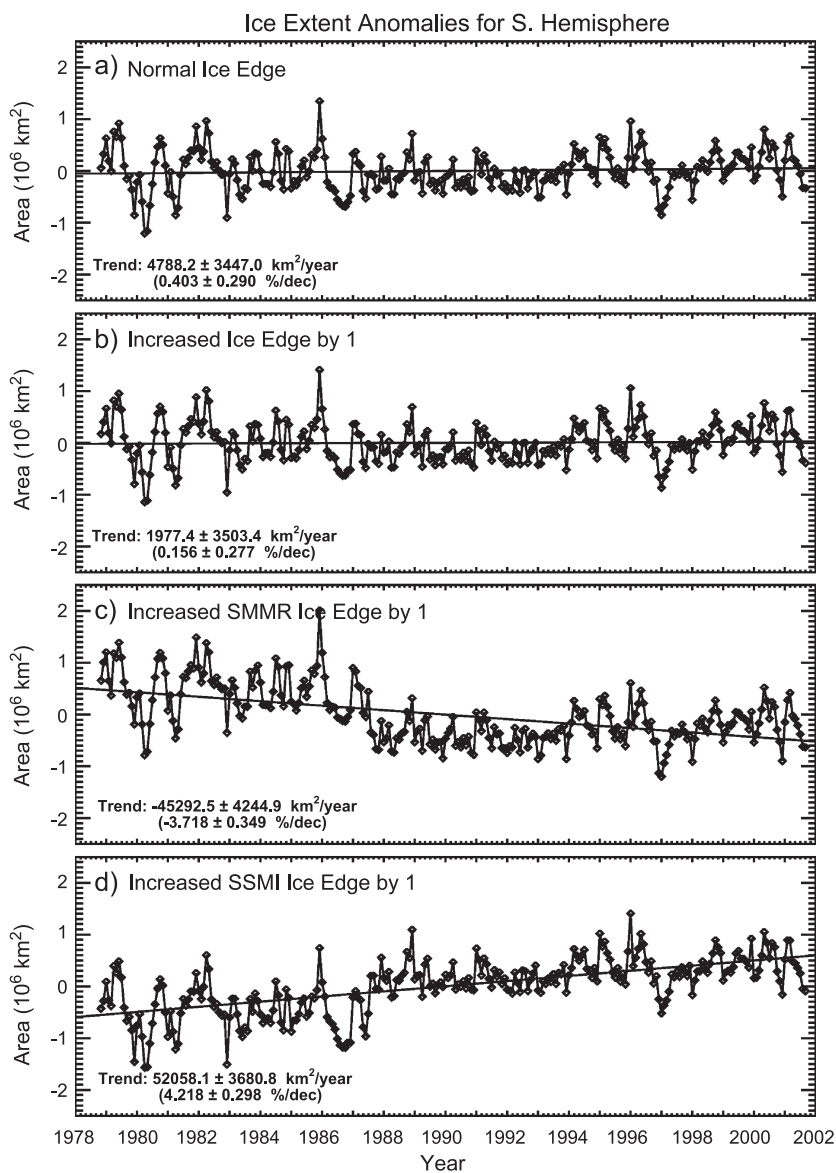 Ice Extent Anomalies for S. Hemisphere
a) Normal Ice Edge
2
1
0
-1
-2
Area (10⁶ km²)
Trend: 4788.2 ± 3447.0 km²/year
(0.403 ± 0.290 %/dec)
b) Increased Ice Edge by 1
2
1
0
-1
-2
Area (10⁶ km²)
Trend: 1977.4 ± 3503.4 km²/year
(0.156 ± 0.277 %/dec)
c) Increased SMMR Ice Edge by 1
2
1
0
-1
-2
Area (10⁶ km²)
Trend: -45292.5 ± 4244.9 km²/year
(-3.718 ± 0.349 %/dec)
d) Increased SSMI Ice Edge by 1
2
1
0
-1
-2
Area (10⁶ km²)
Trend: 52058.1 ± 3680.8 km²/year
(4.218 ± 0.298 %/dec)
1978 1980 1982 1984 1986 1988 1990 1992 1994 1996 1998 2000 2002
Year